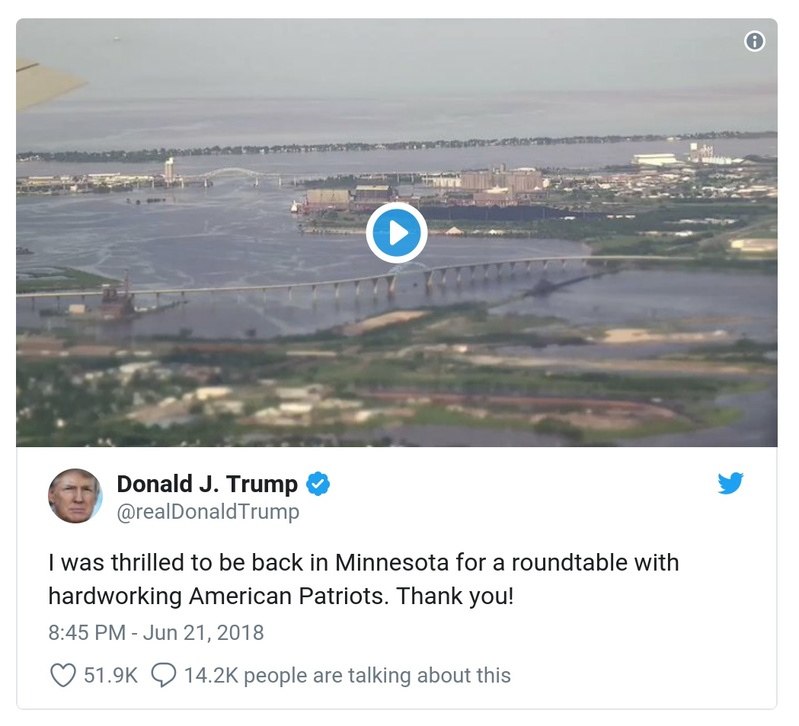 Donald J. Trump
@realDonaldTrump
I was thrilled to be back in Minnesota for a roundtable with
hardworking American Patriots. Thank you!
8:45 PM - Jun 21, 2018
51.9K 14.2K people are talking about this